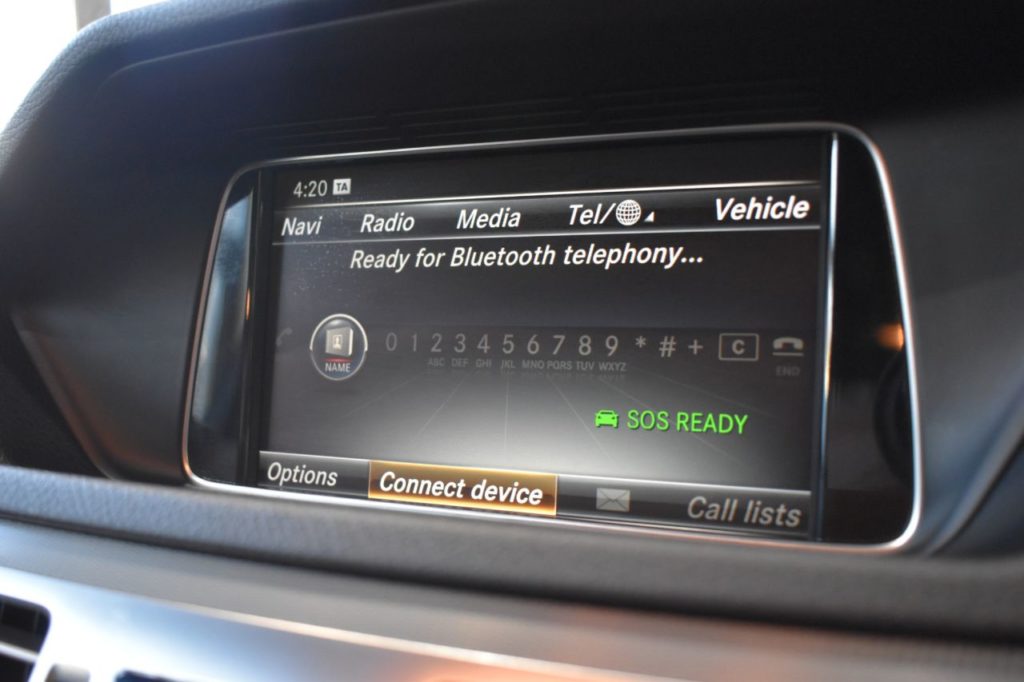 4:20 TA
Navi Radio Media Tel/ Vehicle
Ready for Bluetooth telephony...
NAME 0 1 2 3 4 5 6 7 8 9 * # + C
ABC DEF GHI JKL MNO PQRS TUV WXYZ END
SOS READY
Options Connect device Call lists